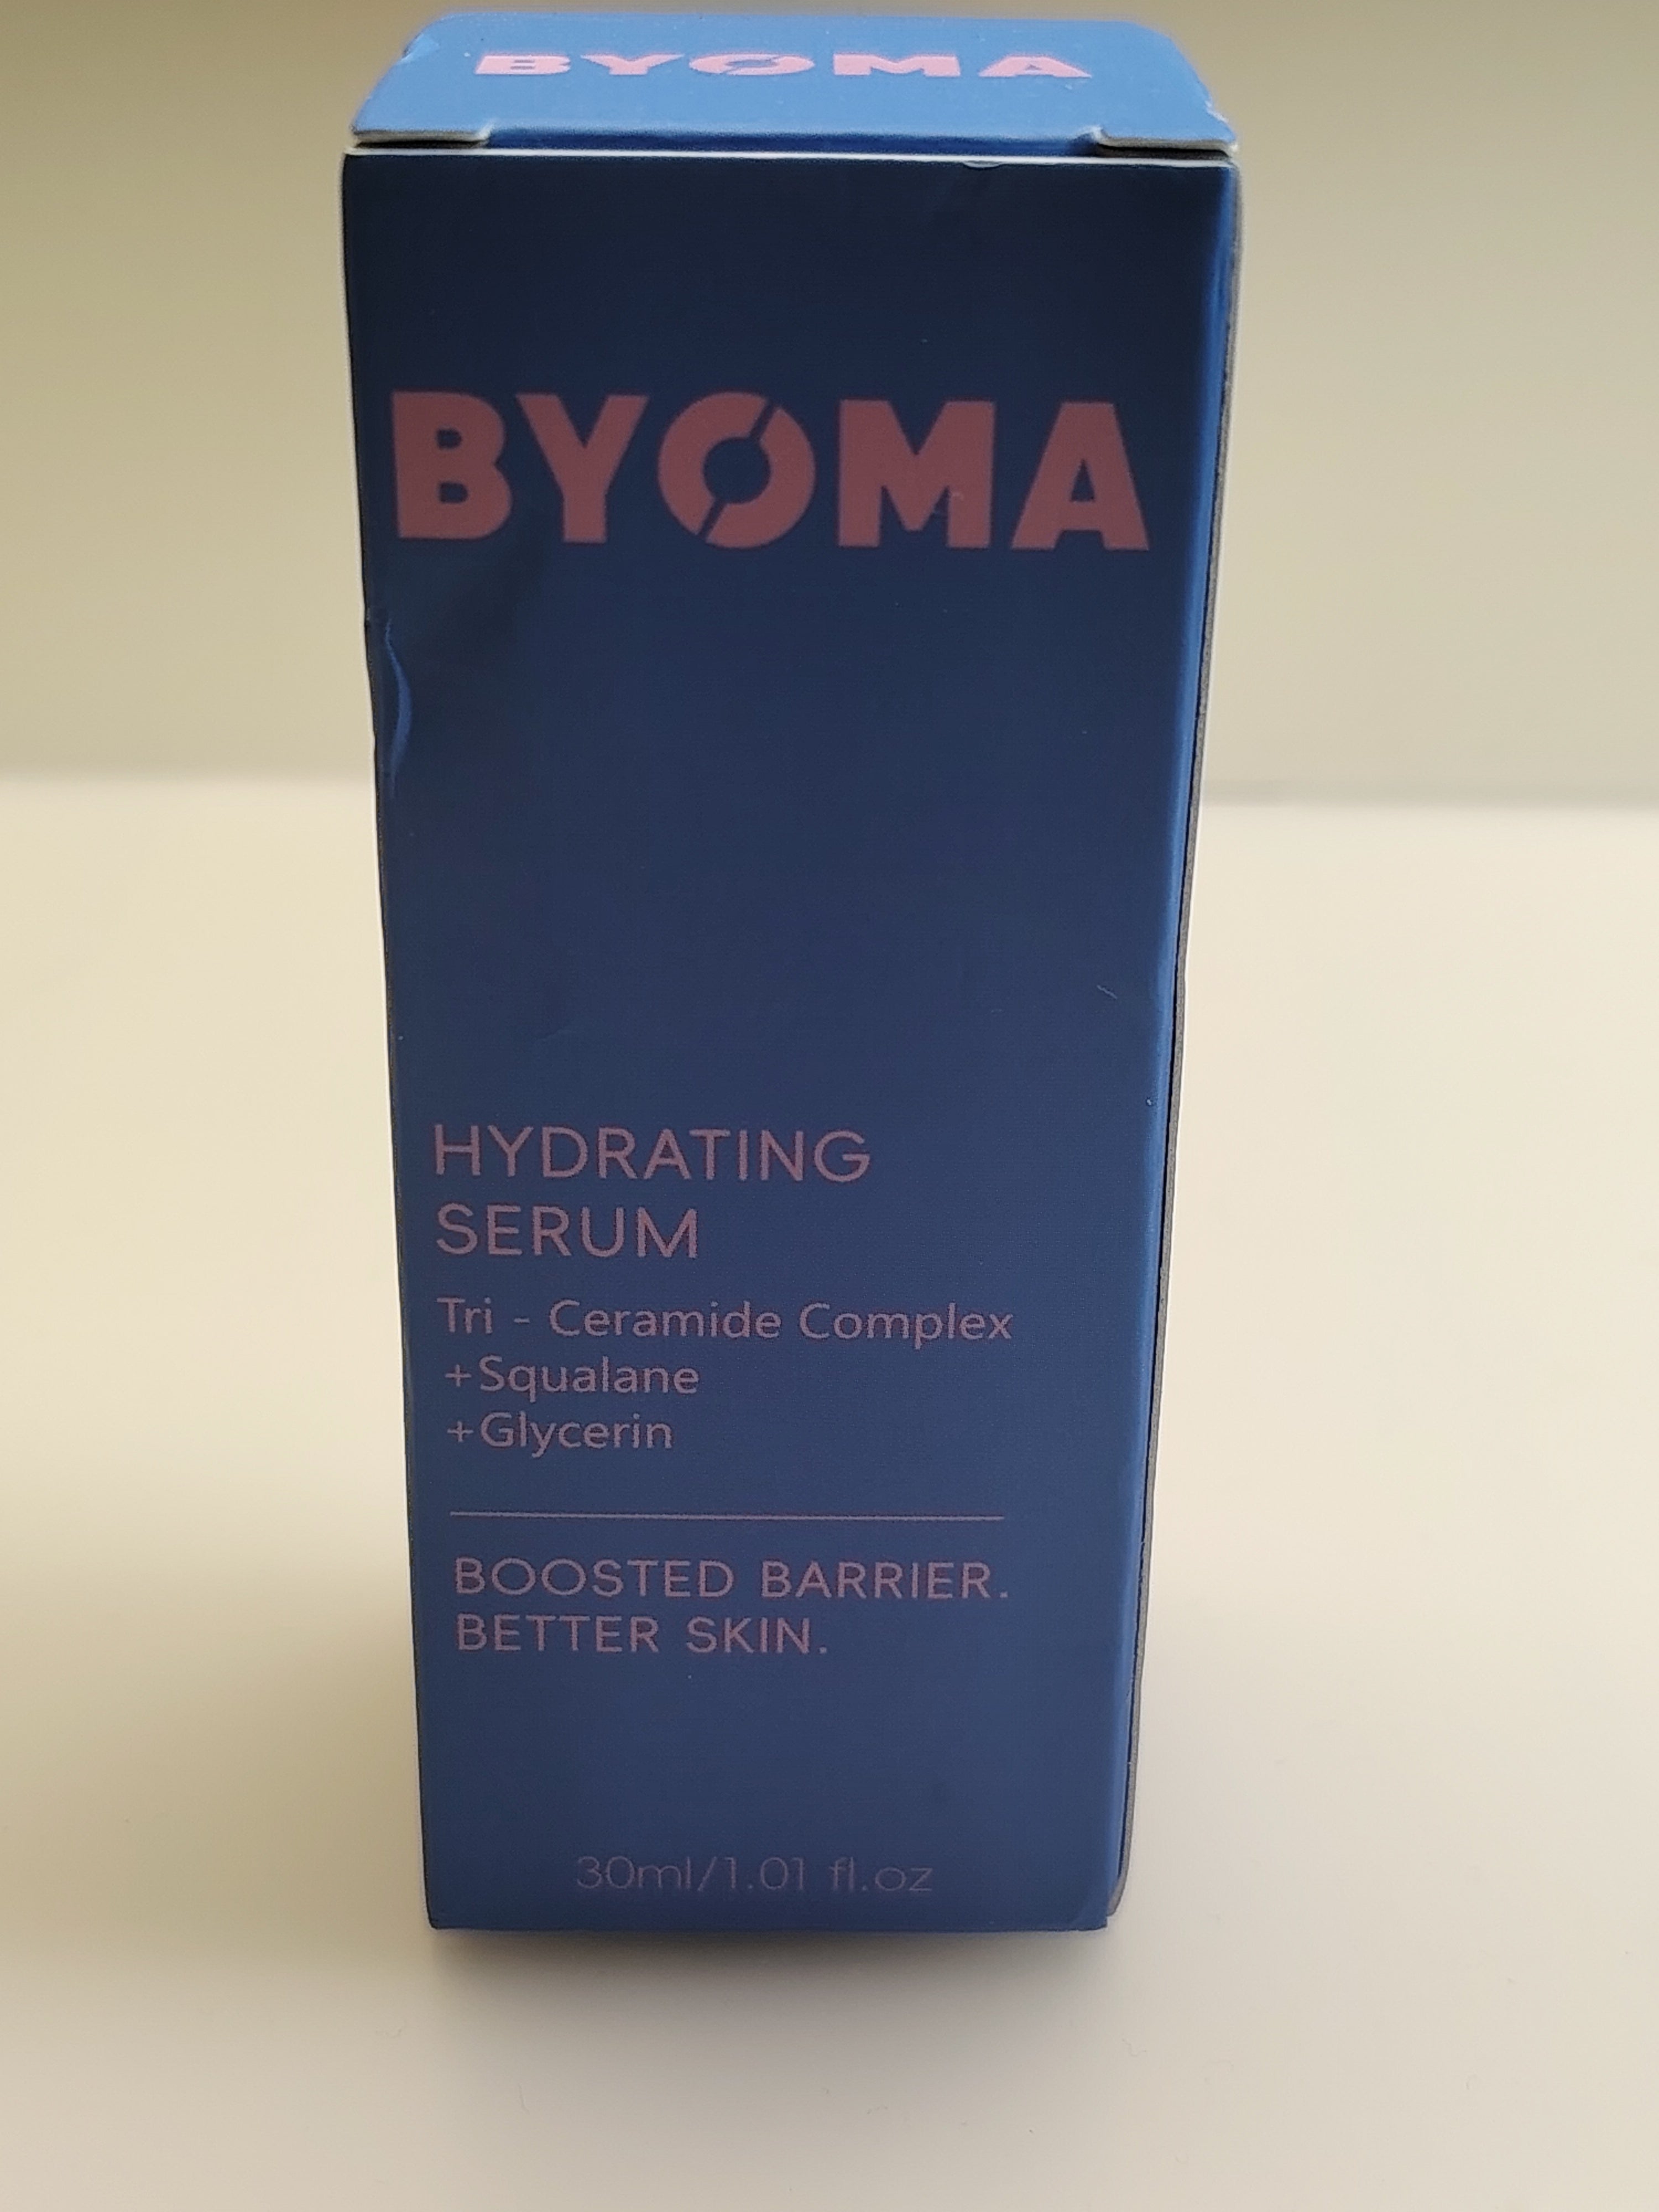 BYOMA
BYOMA
HYDRATING
SERUM
Tri - Ceramide Complex
+Squalane
+Glycerin
BOOSTED BARRIER.
BETTER SKIN.
30ml/1.01 fl.oz